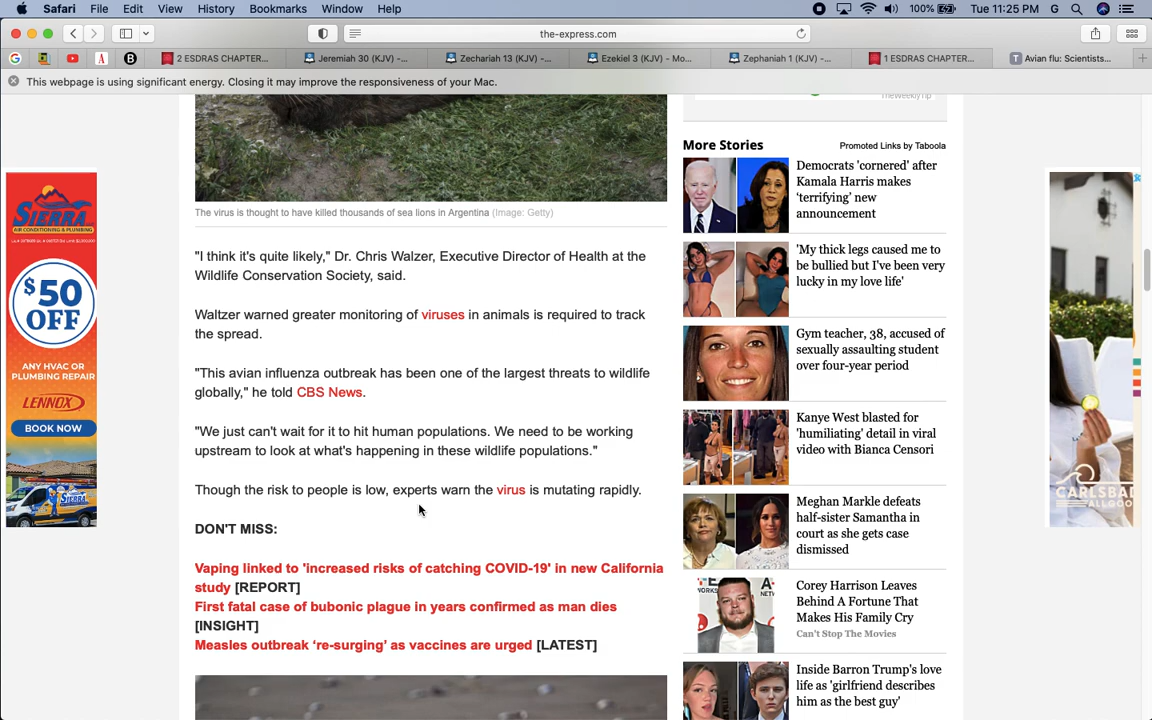 Safari File Edit View History Bookmarks Window Help 100% Tue 11:25 PM G
the-express.com
G A B 2 ESDRAS CHAPTER... Jeremiah 30 (KJV) -... Zechariah 13 (KJV) -... Ezekiel 3 (KJV) - Mo... Zephaniah 1 (KJV) -... 1 ESDRAS CHAPTER... T Avian flu: Scientists...
This webpage is using significant energy. Closing it may improve the responsiveness of your Mac.
TheWeeklyTip
The virus is thought to have killed thousands of sea lions in Argentina (Image: Getty)
"I think it's quite likely," Dr. Chris Walzer, Executive Director of Health at the
Wildlife Conservation Society, said.
Waltzer warned greater monitoring of viruses in animals is required to track
the spread.
"This avian influenza outbreak has been one of the largest threats to wildlife
globally," he told CBS News.
"We just can't wait for it to hit human populations. We need to be working
upstream to look at what's happening in these wildlife populations."
Though the risk to people is low, experts warn the virus is mutating rapidly.
DON'T MISS:
Vaping linked to 'increased risks of catching COVID-19' in new California
study [REPORT]
First fatal case of bubonic plague in years confirmed as man dies
[INSIGHT]
Measles outbreak ‘re-surging’ as vaccines are urged [LATEST]
More Stories
Promoted Links by Taboola
Democrats 'cornered' after
Kamala Harris makes
‘terrifying’ new
announcement
'My thick legs caused me to
be bullied but I've been very
lucky in my love life'
Gym teacher, 38, accused of
sexually assaulting student
over four-year period
Kanye West blasted for
'humiliating' detail in viral
video with Bianca Censori
Meghan Markle defeats
half-sister Samantha in
court as she gets case
dismissed
Corey Harrison Leaves
Behind A Fortune That
Makes His Family Cry
Can't Stop The Movies
Inside Barron Trump's love
life as 'girlfriend describes
him as the best guy'
SIERRA
AIR CONDITIONING & PLUMBING
$50
OFF
ANY HVAC OR
PLUMBING REPAIR
LENNOX
BOOK NOW
SIERRA
CARLSBAD